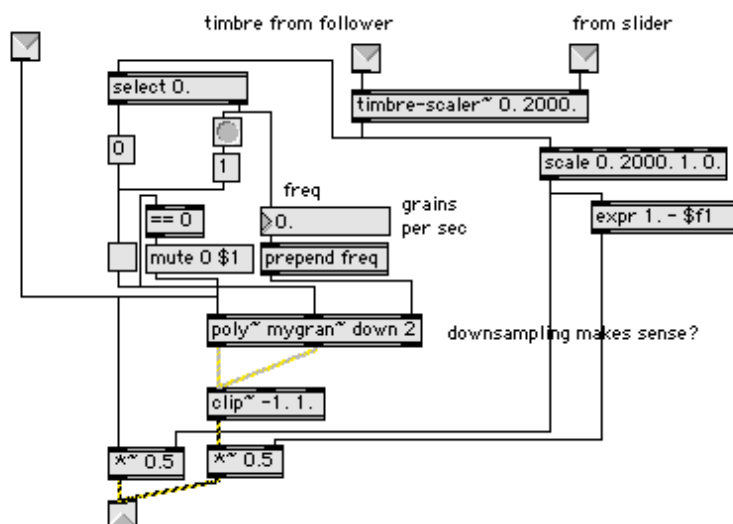 timbre from follower
from slider
select 0.
timbre-scaler~ 0. 2000.
0
1
scale 0. 2000. 1. 0.
freq
== 0
0.
grains
per sec
expr 1. - $f1
mute 0 $1
prepend freq
poly~ mygran~ down 2
downsampling makes sense?
clip~ -1. 1.
*~ 0.5
*~ 0.5